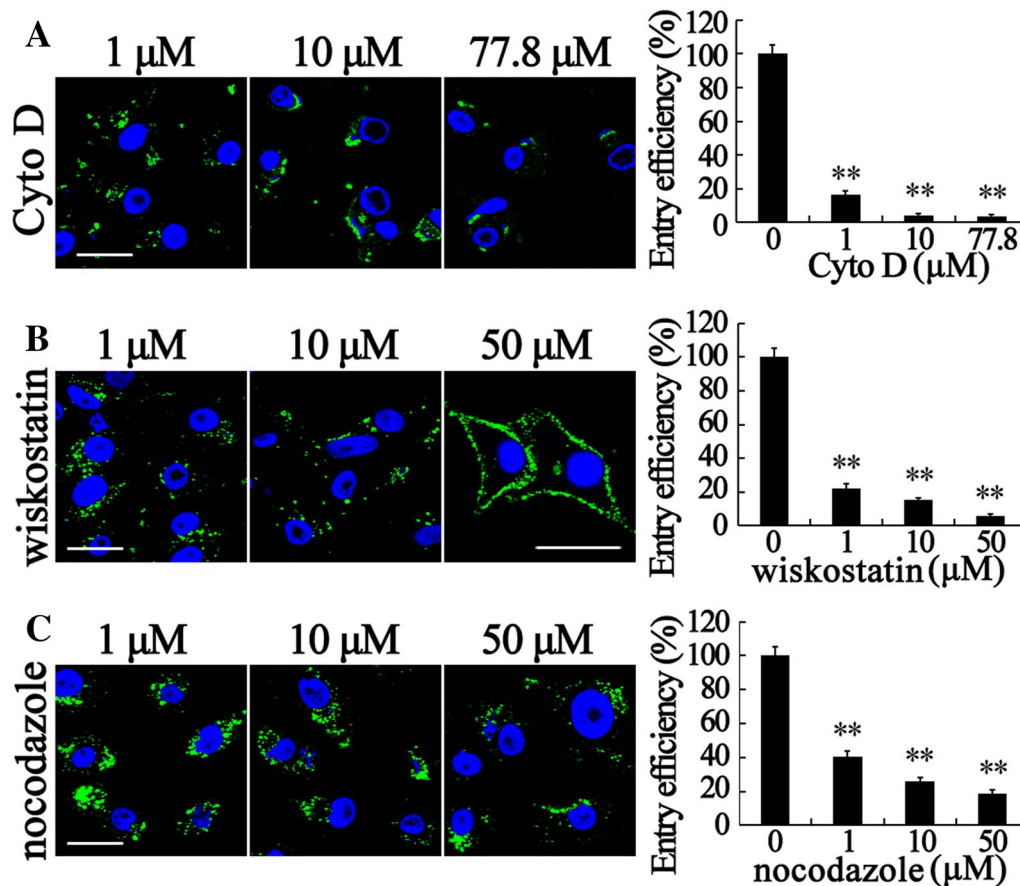 A
1 μM 10 μM 77.8 μM
Cyto D
Entry efficiency (%)
120
100
80
60
40
20
0
** ** **
0 1 10 77.8
Cyto D (μM)
B
1 μM 10 μM 50 μM
wiskostatin
Entry efficiency (%)
120
100
80
60
40
20
0
** ** **
0 1 10 50
wiskostatin (μM)
C
1 μM 10 μM 50 μM
nocodazole
Entry efficiency (%)
120
100
80
60
40
20
0
** ** **
0 1 10 50
nocodazole (μM)